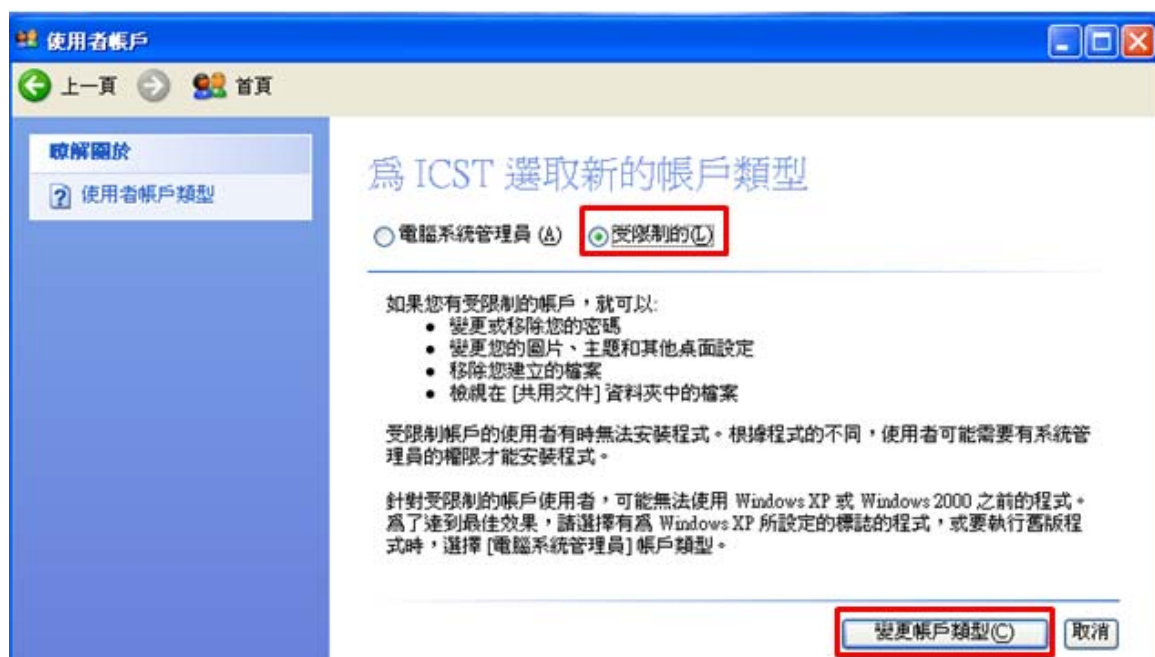 使用者帳戶
上一頁 首頁
瞭解關於
使用者帳戶類型
為 ICST 選取新的帳戶類型
電腦系統管理員 (A) 受限制的(L)
如果您有受限制的帳戶，就可以:
• 變更或移除您的密碼
• 變更您的圖片、主題和其他桌面設定
• 移除您建立的檔案
• 檢視在 [共用文件] 資料夾中的檔案
受限制帳戶的使用者有時無法安裝程式。根據程式的不同，使用者可能需要有系統管
理員的權限才能安裝程式。
針對受限制的帳戶使用者，可能無法使用 Windows XP 或 Windows 2000 之前的程式。
為了達到最佳效果，請選擇有為 Windows XP 所設定的標誌的程式，或要執行舊版程
式時，選擇 [電腦系統管理員] 帳戶類型。
變更帳戶類型(C) 取消